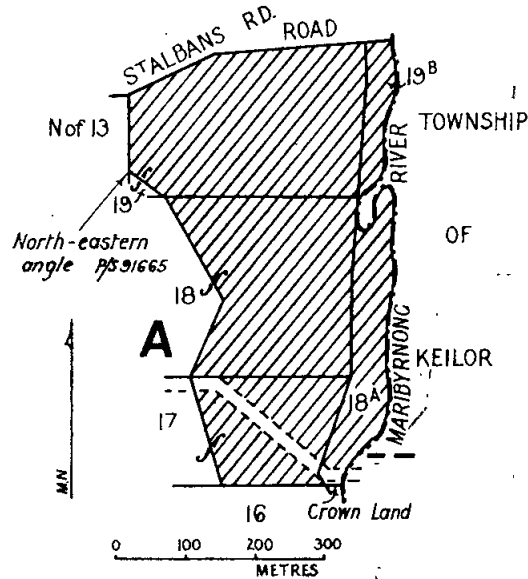 STALBANS RD. ROAD
19B
N of 13
TOWNSHIP
RIVER
19
North-eastern
angle P/S 91665
OF
18
A
KEILOR
MARIBYRNONG
18A
17
M.N
16
Crown Land
0 100 200 300
METRES